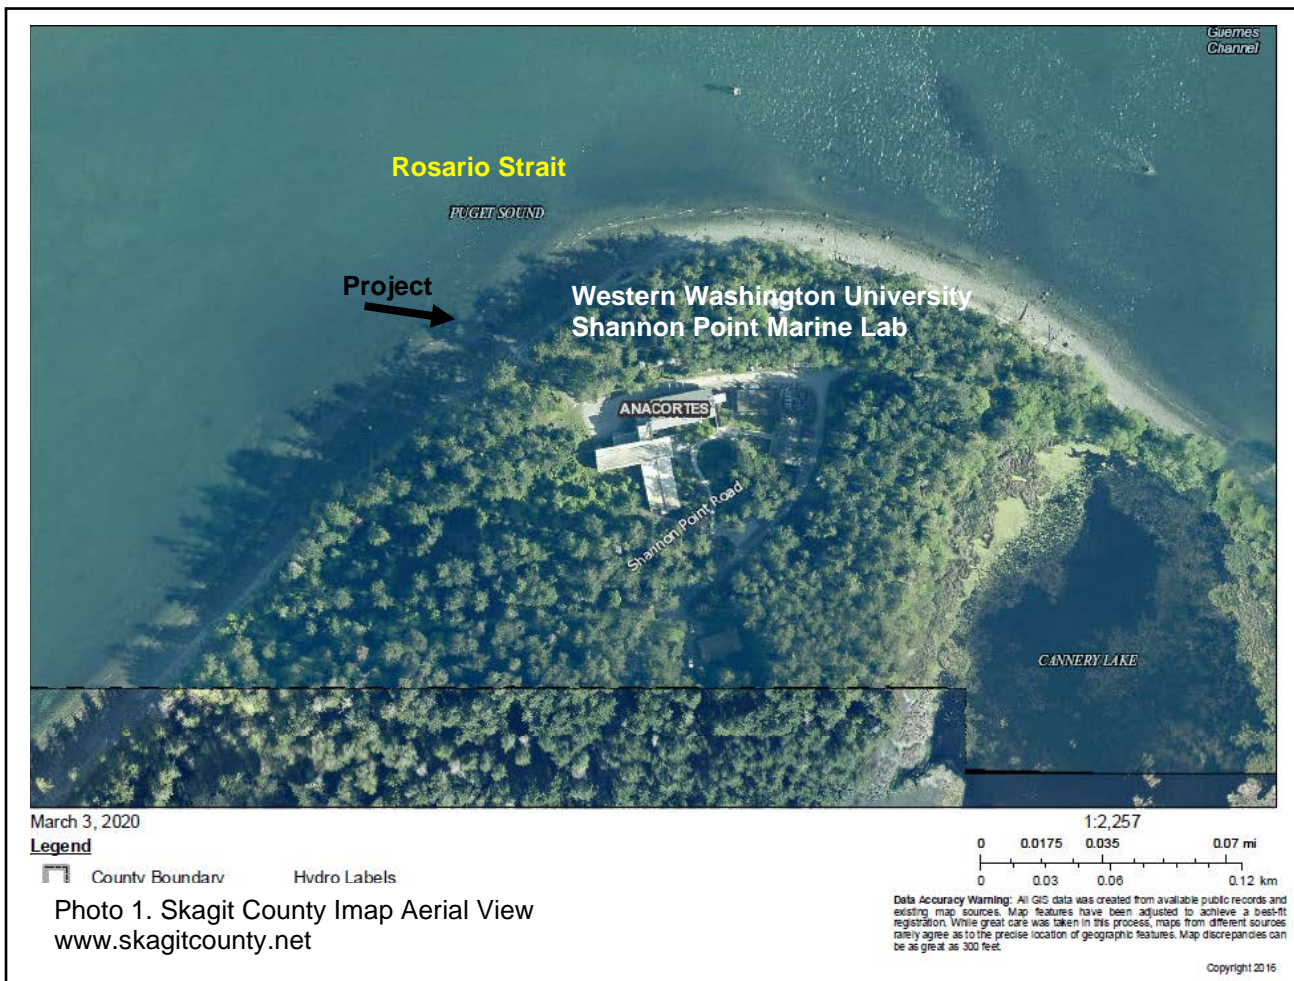 Guemes
Channel
Rosario Strait
PUGET SOUND
Project
Western Washington University
Shannon Point Marine Lab
ANACORTES
Shannon Point Road
CANNERY LAKE
March 3, 2020
1:2,257
Legend
0 0.0175 0.035 0.07 mi
0 0.03 0.06 0.12 km
County Boundary Hydro Labels
Photo 1. Skagit County Imap Aerial View
www.skagitcounty.net
Data Accuracy Warning: All GIS data was created from available public records and
existing map sources. Map features have been adjusted to achieve a best-fit
registration. While great care was taken in this process, maps from different sources
rarely agree as to the precise location of geographic features. Map discrepancies can
be as great as 300 feet.
Copyright 2016